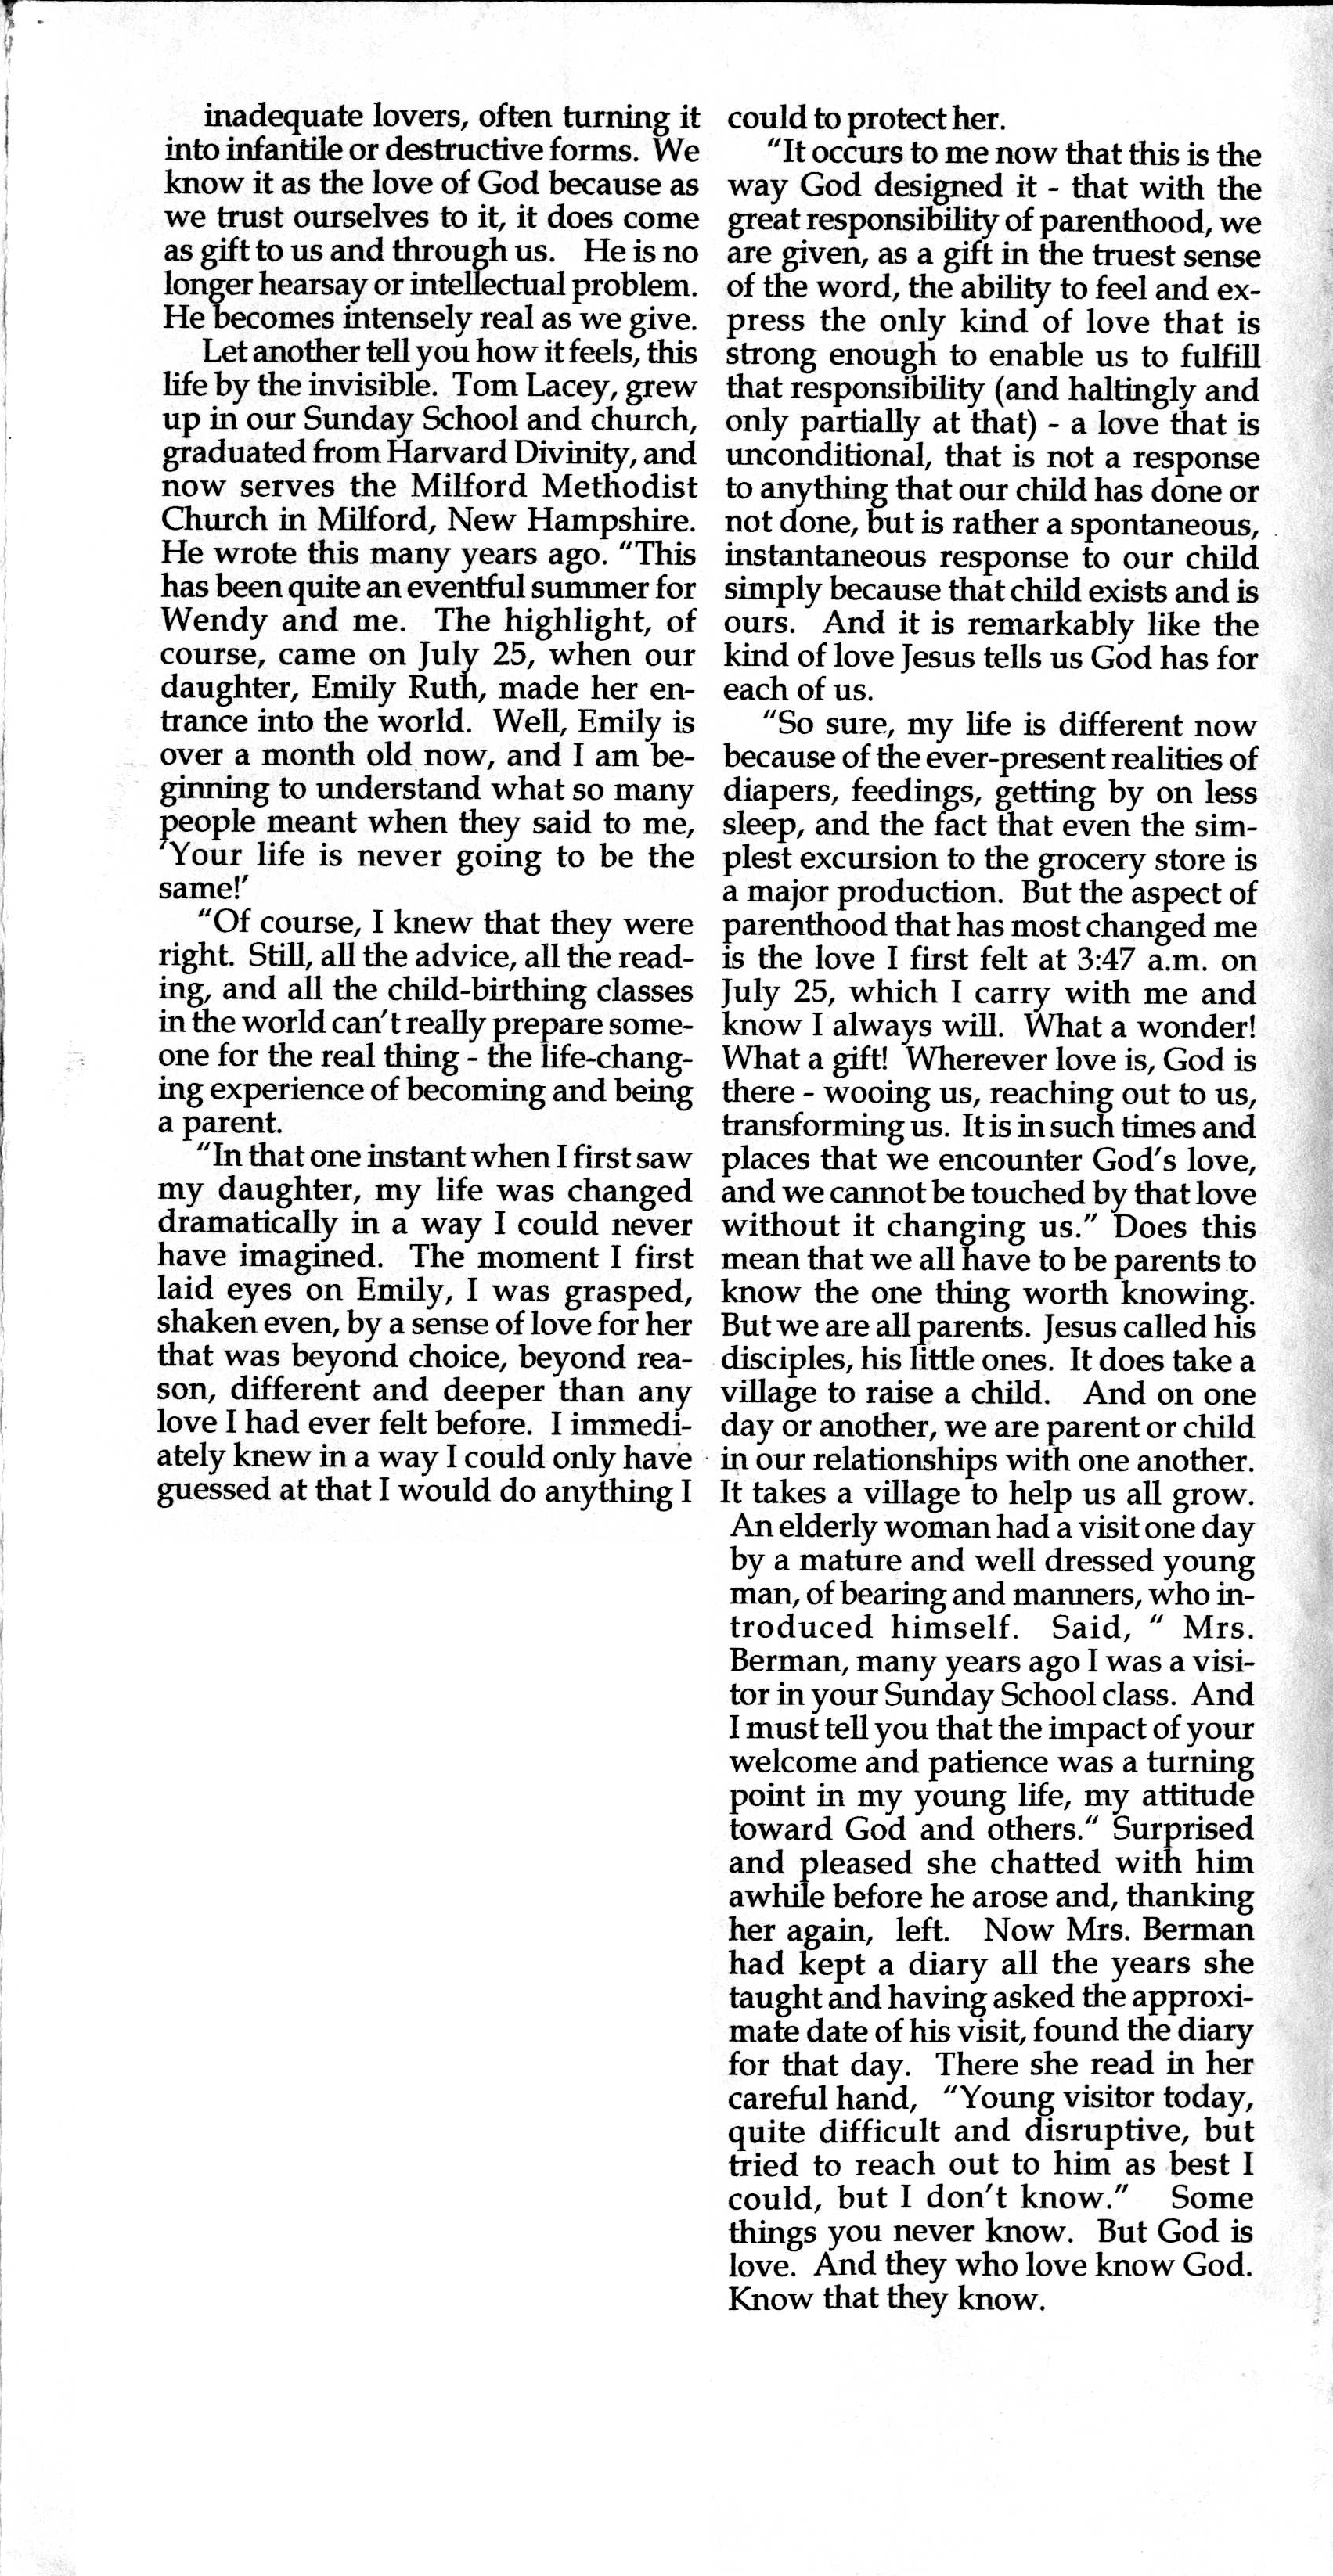 inadequate lovers, often turning it
into infantile or destructive forms. We
know it as the love of God because as
we trust ourselves to it, it does come
as gift to us and through us. He is no
longer hearsay or intellectual problem.
He becomes intensely real as we give.
Let another tell you how it feels, this
life by the invisible. Tom Lacey, grew
up in our Sunday School and church,
graduated from Harvard Divinity, and
now serves the Milford Methodist
Church in Milford, New Hampshire.
He wrote this many years ago. "This
has been quite an eventful summer for
Wendy and me. The highlight, of
course, came on July 25, when our
daughter, Emily Ruth, made her en-
trance into the world. Well, Emily is
over a month old now, and I am be-
ginning to understand what so many
people meant when they said to me,
'Your life is never going to be the
same!'
"Of course, I knew that they were
right. Still, all the advice, all the read-
ing, and all the child-birthing classes
in the world can't really prepare some-
one for the real thing - the life-chang-
ing experience of becoming and being
a parent.
"In that one instant when I first saw
my daughter, my life was changed
dramatically in a way I could never
have imagined. The moment I first
laid eyes on Emily, I was grasped,
shaken even, by a sense of love for her
that was beyond choice, beyond rea-
son, different and deeper than any
love I had ever felt before. I immedi-
ately knew in a way I could only have
guessed at that I would do anything I
could to protect her.
"It occurs to me now that this is the
way God designed it - that with the
great responsibility of parenthood, we
are given, as a gift in the truest sense
of the word, the ability to feel and ex-
press the only kind of love that is
strong enough to enable us to fulfill
that responsibility (and haltingly and
only partially at that) - a love that is
unconditional, that is not a response
to anything that our child has done or
not done, but is rather a spontaneous,
instantaneous response to our child
simply because that child exists and is
ours. And it is remarkably like the
kind of love Jesus tells us God has for
each of us.
"So sure, my life is different now
because of the ever-present realities of
diapers, feedings, getting by on less
sleep, and the fact that even the sim-
plest excursion to the grocery store is
a major production. But the aspect of
parenthood that has most changed me
is the love I first felt at 3:47 a.m. on
July 25, which I carry with me and
know I always will. What a wonder!
What a gift! Wherever love is, God is
there - wooing us, reaching out to us,
transforming us. It is in such times and
places that we encounter God's love,
and we cannot be touched by that love
without it changing us." Does this
mean that we all have to be parents to
know the one thing worth knowing.
But we are all parents. Jesus called his
disciples, his little ones. It does take a
village to raise a child. And on one
day or another, we are parent or child
in our relationships with one another.
It takes a village to help us all grow.
An elderly woman had a visit one day
by a mature and well dressed young
man, of bearing and manners, who in-
troduced himself. Said, " Mrs.
Berman, many years ago I was a visi-
tor in your Sunday School class. And
I must tell you that the impact of your
welcome and patience was a turning
point in my young life, my attitude
toward God and others." Surprised
and pleased she chatted with him
awhile before he arose and, thanking
her again, left. Now Mrs. Berman
had kept a diary all the years she
taught and having asked the approxi-
mate date of his visit, found the diary
for that day. There she read in her
careful hand, "Young visitor today,
quite difficult and disruptive, but
tried to reach out to him as best I
could, but I don't know." Some
things you never know. But God is
love. And they who love know God.
Know that they know.